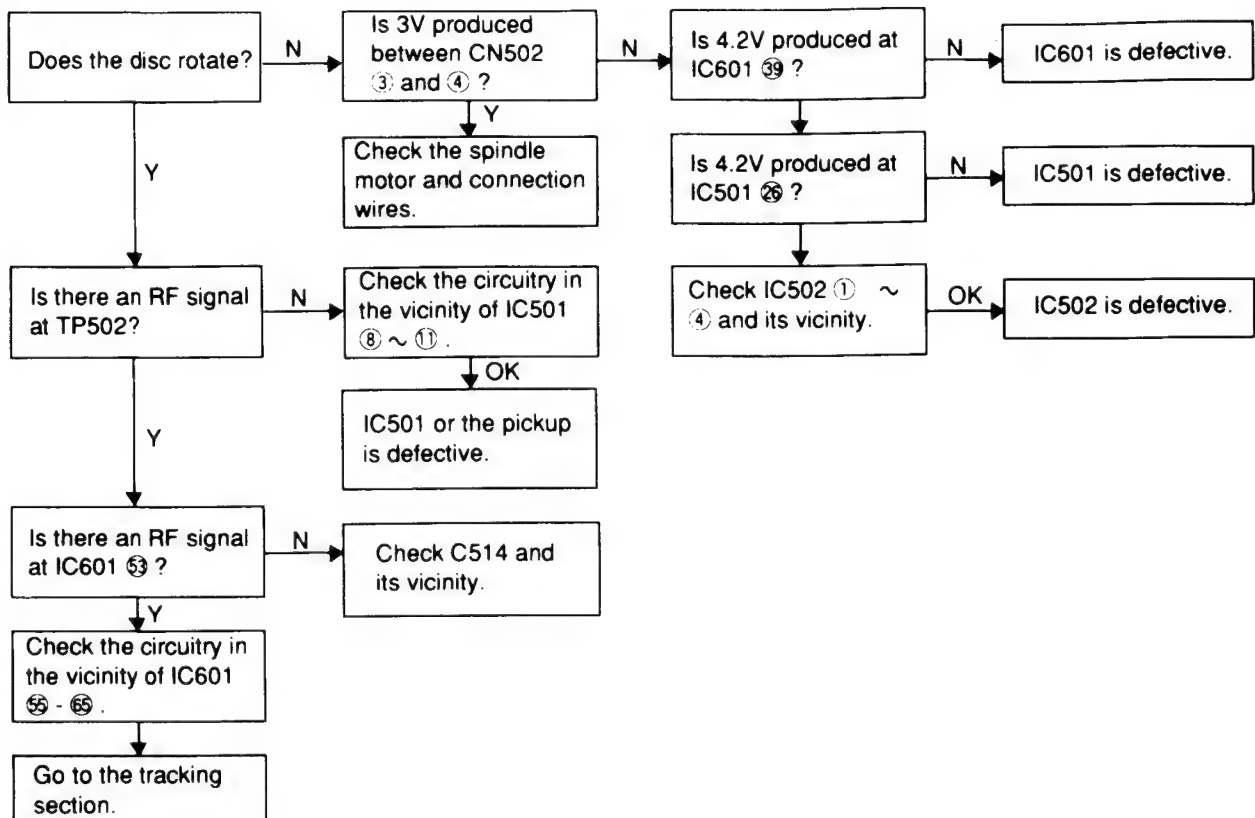 Does the disc rotate?
N
Is 3V produced
between CN502
③ and ④ ?
N
Is 4.2V produced at
IC601 ㊴ ?
N
IC601 is defective.
Y
Y
Check the spindle
motor and connection
wires.
Is 4.2V produced at
IC501 ㉖ ?
N
IC501 is defective.
Is there an RF signal
at TP502?
N
Check the circuitry in
the vicinity of IC501
⑧ ~ ⑪ .
Check IC502 ① ~
④ and its vicinity.
OK
IC502 is defective.
OK
Y
IC501 or the pickup
is defective.
Is there an RF signal
at IC601 53 ?
N
Check C514 and
its vicinity.
Y
Check the circuitry in
the vicinity of IC601
55 - 65 .
Go to the tracking
section.